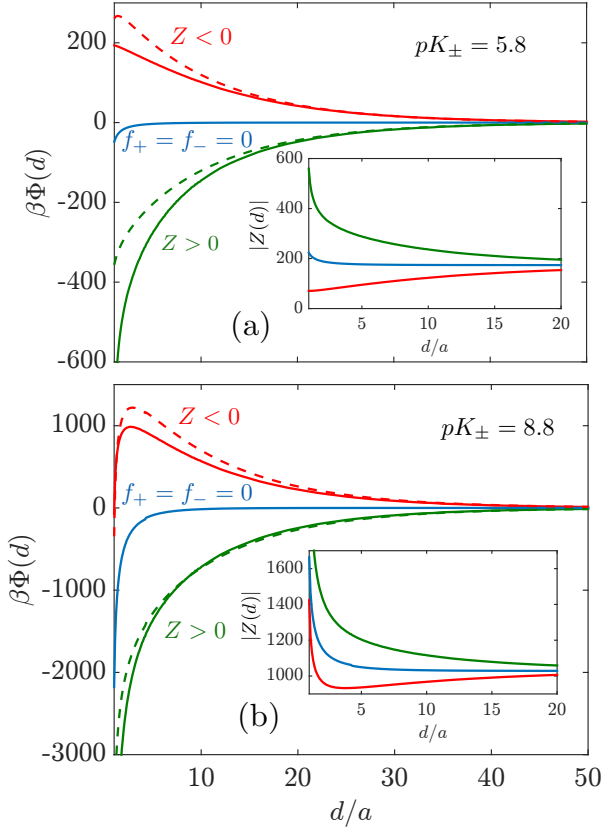 200
0
-200
-400
-600
βΦ(d)
Z < 0
pK± = 5.8
f+ = f− = 0
Z > 0
(a)
600
400
200
0
|Z(d)|
5
10
15
20
d/a
1000
0
-1000
-2000
-3000
βΦ(d)
Z < 0
pK± = 8.8
f+ = f− = 0
Z > 0
(b)
1600
1400
1200
1000
|Z(d)|
5
10
15
20
d/a
10
20
30
40
50
d/a